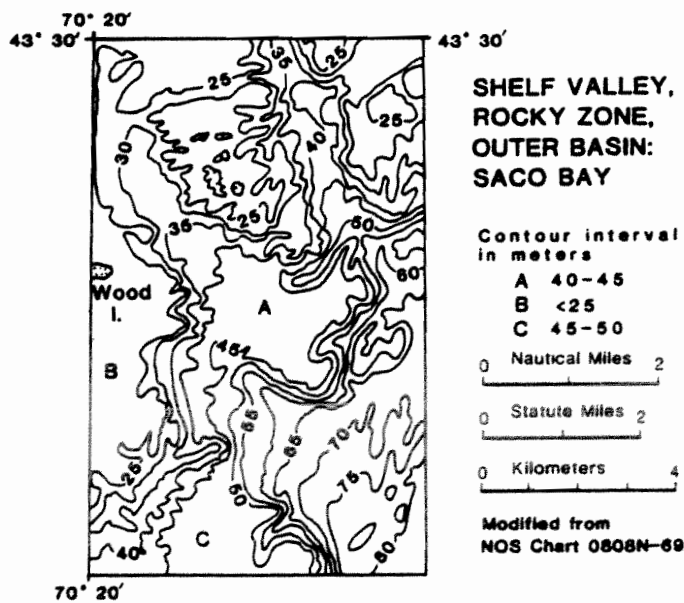 70° 20'
43° 30'
43° 30'
SHELF VALLEY,
ROCKY ZONE,
OUTER BASIN:
SACO BAY
Contour interval
in meters
A 40-45
B <25
C 45-50
0 Nautical Miles 2
0 Statute Miles 2
0 Kilometers 4
Modified from
NOS Chart 0808N-69
25
35
25
25
40
30
25
35
50
60
Wood
I.
A
45
B
55
65
70
25
75
50
40
C
80
70° 20'